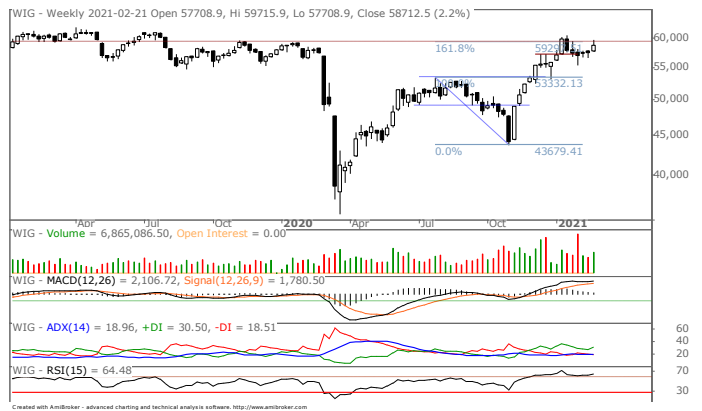 WIG - Weekly 2021-02-21 Open 57708.9, Hi 59715.9, Lo 57708.9, Close 58712.5 (2.2%)
60,000
161.8%
55,000
53332.13
50,000
45,000
0.0% 43679.41
40,000
Apr Jul Oct 2020 Apr Jul Oct 2021
WIG - Volume = 6,865,086.50, Open Interest = 0.00
WIG - MACD(12,26) = 2,106.72, Signal(12,26,9) = 1,780.50
WIG - ADX(14) = 18.96, +DI = 30.50, -DI = 18.51
60
40
20
WIG - RSI(15) = 64.48
70
30
Created with AmiBroker - advanced charting and technical analysis software. http://www.amibroker.com